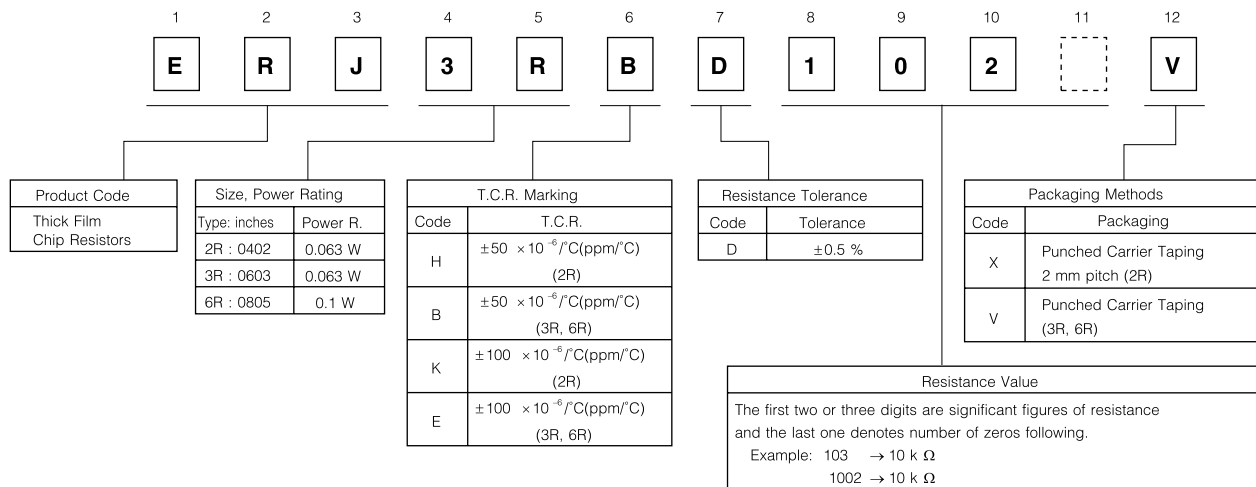 1 2 3 4 5 6 7 8 9 10 11 12
E R J 3 R B D 1 0 2 V
Product Code
Thick Film
Chip Resistors
Size, Power Rating
Type: inches Power R.
2R : 0402 0.063 W
3R : 0603 0.063 W
6R : 0805 0.1 W
T.C.R. Marking
Code T.C.R.
H ±50 ×10⁻⁶/°C(ppm/°C)
(2R)
B ±50 ×10⁻⁶/°C(ppm/°C)
(3R, 6R)
K ±100 ×10⁻⁶/°C(ppm/°C)
(2R)
E ±100 ×10⁻⁶/°C(ppm/°C)
(3R, 6R)
Resistance Tolerance
Code Tolerance
D ±0.5 %
Packaging Methods
Code Packaging
X Punched Carrier Taping
2 mm pitch (2R)
V Punched Carrier Taping
(3R, 6R)
Resistance Value
The first two or three digits are significant figures of resistance
and the last one denotes number of zeros following.
Example: 103 → 10 k Ω
1002 → 10 k Ω